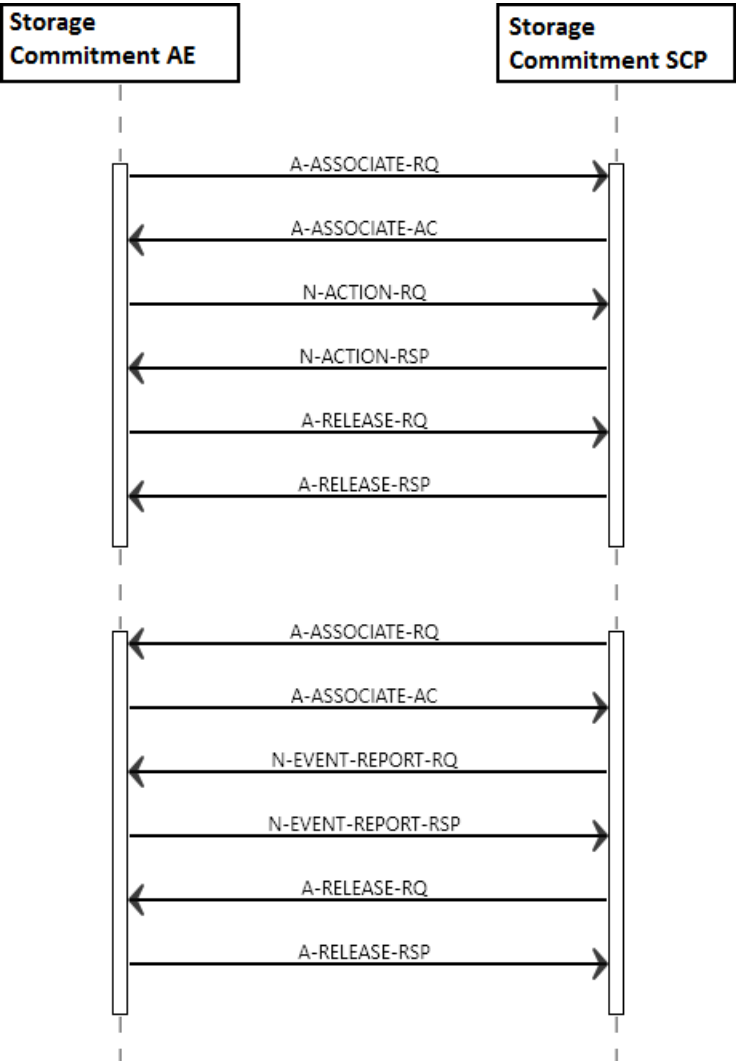 Storage
Commitment AE
Storage
Commitment SCP
A-ASSOCIATE-RQ
A-ASSOCIATE-AC
N-ACTION-RQ
N-ACTION-RSP
A-RELEASE-RQ
A-RELEASE-RSP
A-ASSOCIATE-RQ
A-ASSOCIATE-AC
N-EVENT-REPORT-RQ
N-EVENT-REPORT-RSP
A-RELEASE-RQ
A-RELEASE-RSP